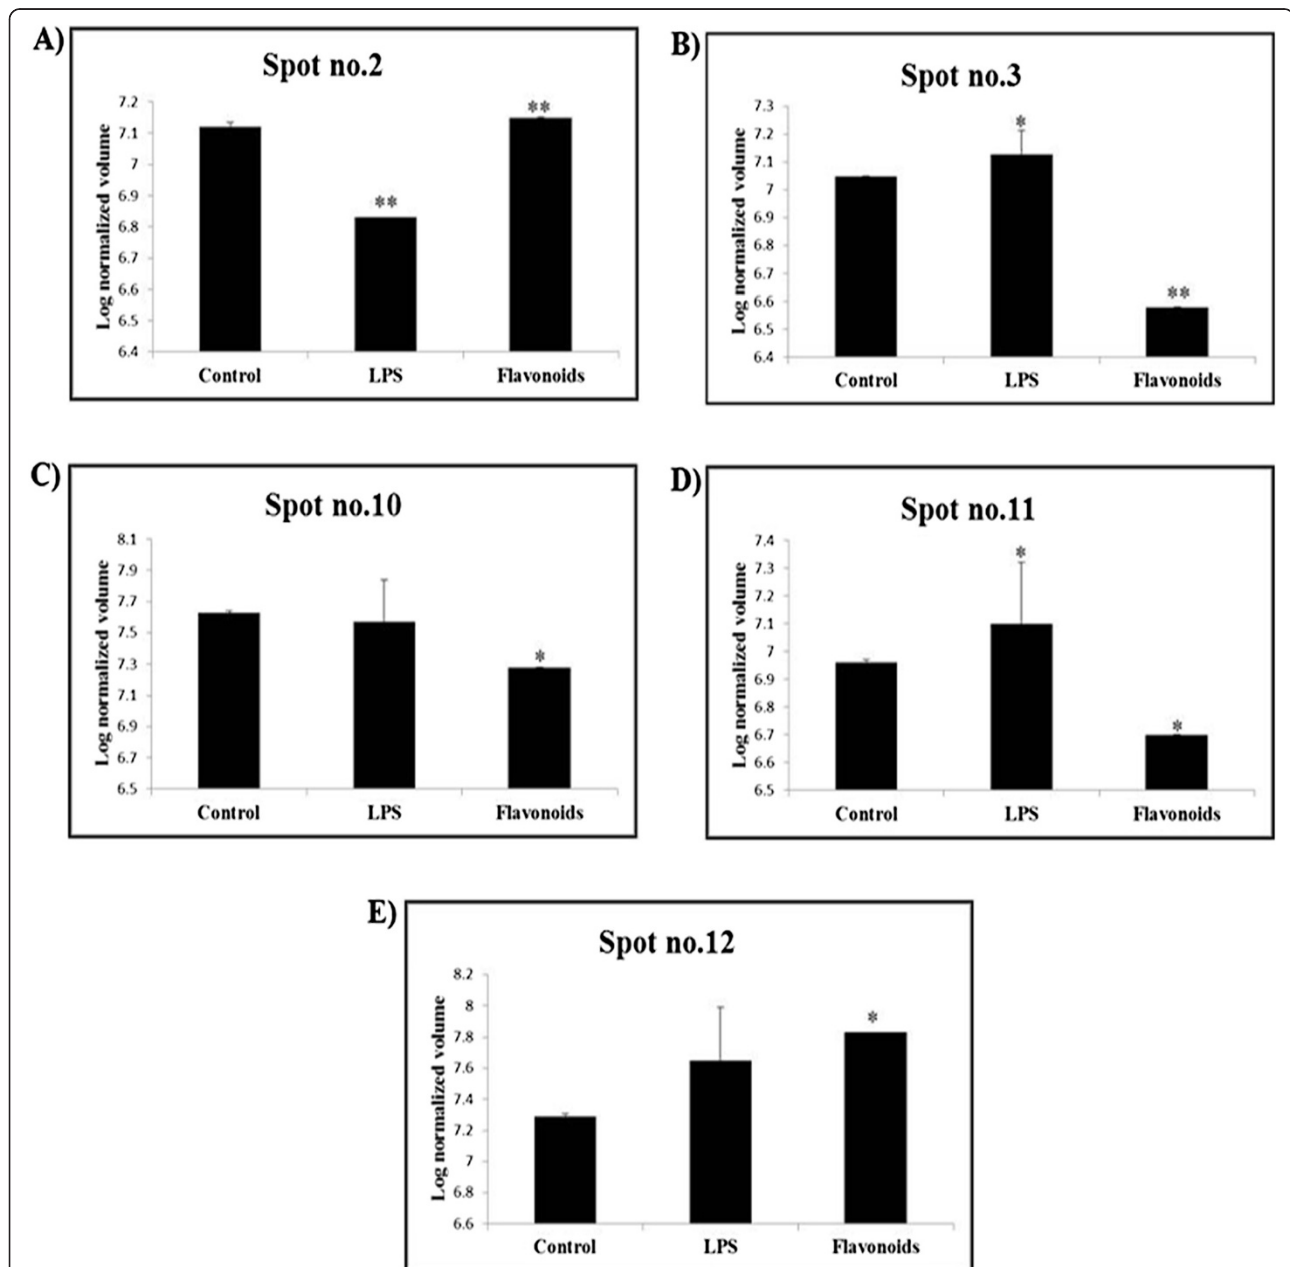 A)
Spot no.2
Log normalized volume
7.2
7.1
7
6.9
6.8
6.7
6.6
6.5
6.4
**
**
Control LPS Flavonoids
B)
Spot no.3
Log normalized volume
7.3
7.2
7.1
7
6.9
6.8
6.7
6.6
6.5
6.4
*
**
Control LPS Flavonoids
C)
Spot no.10
Log normalized volume
8.1
7.9
7.7
7.5
7.3
7.1
6.9
6.7
6.5
*
Control LPS Flavonoids
D)
Spot no.11
Log normalized volume
7.4
7.3
7.2
7.1
7
6.9
6.8
6.7
6.6
6.5
*
*
Control LPS Flavonoids
E)
Spot no.12
Log normalized volume
8.2
8
7.8
7.6
7.4
7.2
7
6.8
6.6
*
Control LPS Flavonoids